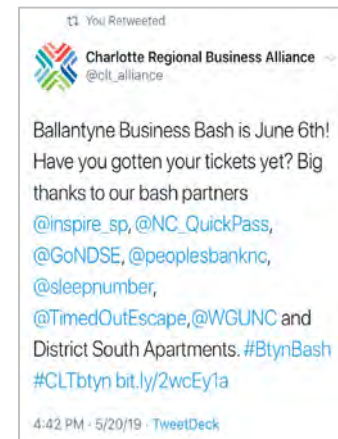 You Retweeted
Charlotte Regional Business Alliance
@clt_alliance
Ballantyne Business Bash is June 6th!
Have you gotten your tickets yet? Big
thanks to our bash partners
@inspire_sp, @NC_QuickPass,
@GoNDSE, @peoplesbanknc,
@sleepnumber,
@TimedOutEscape,@WGUNC and
District South Apartments. #BtynBash
#CLTbtyn bit.ly/2wcEy1a
4:42 PM · 5/20/19 · TweetDeck